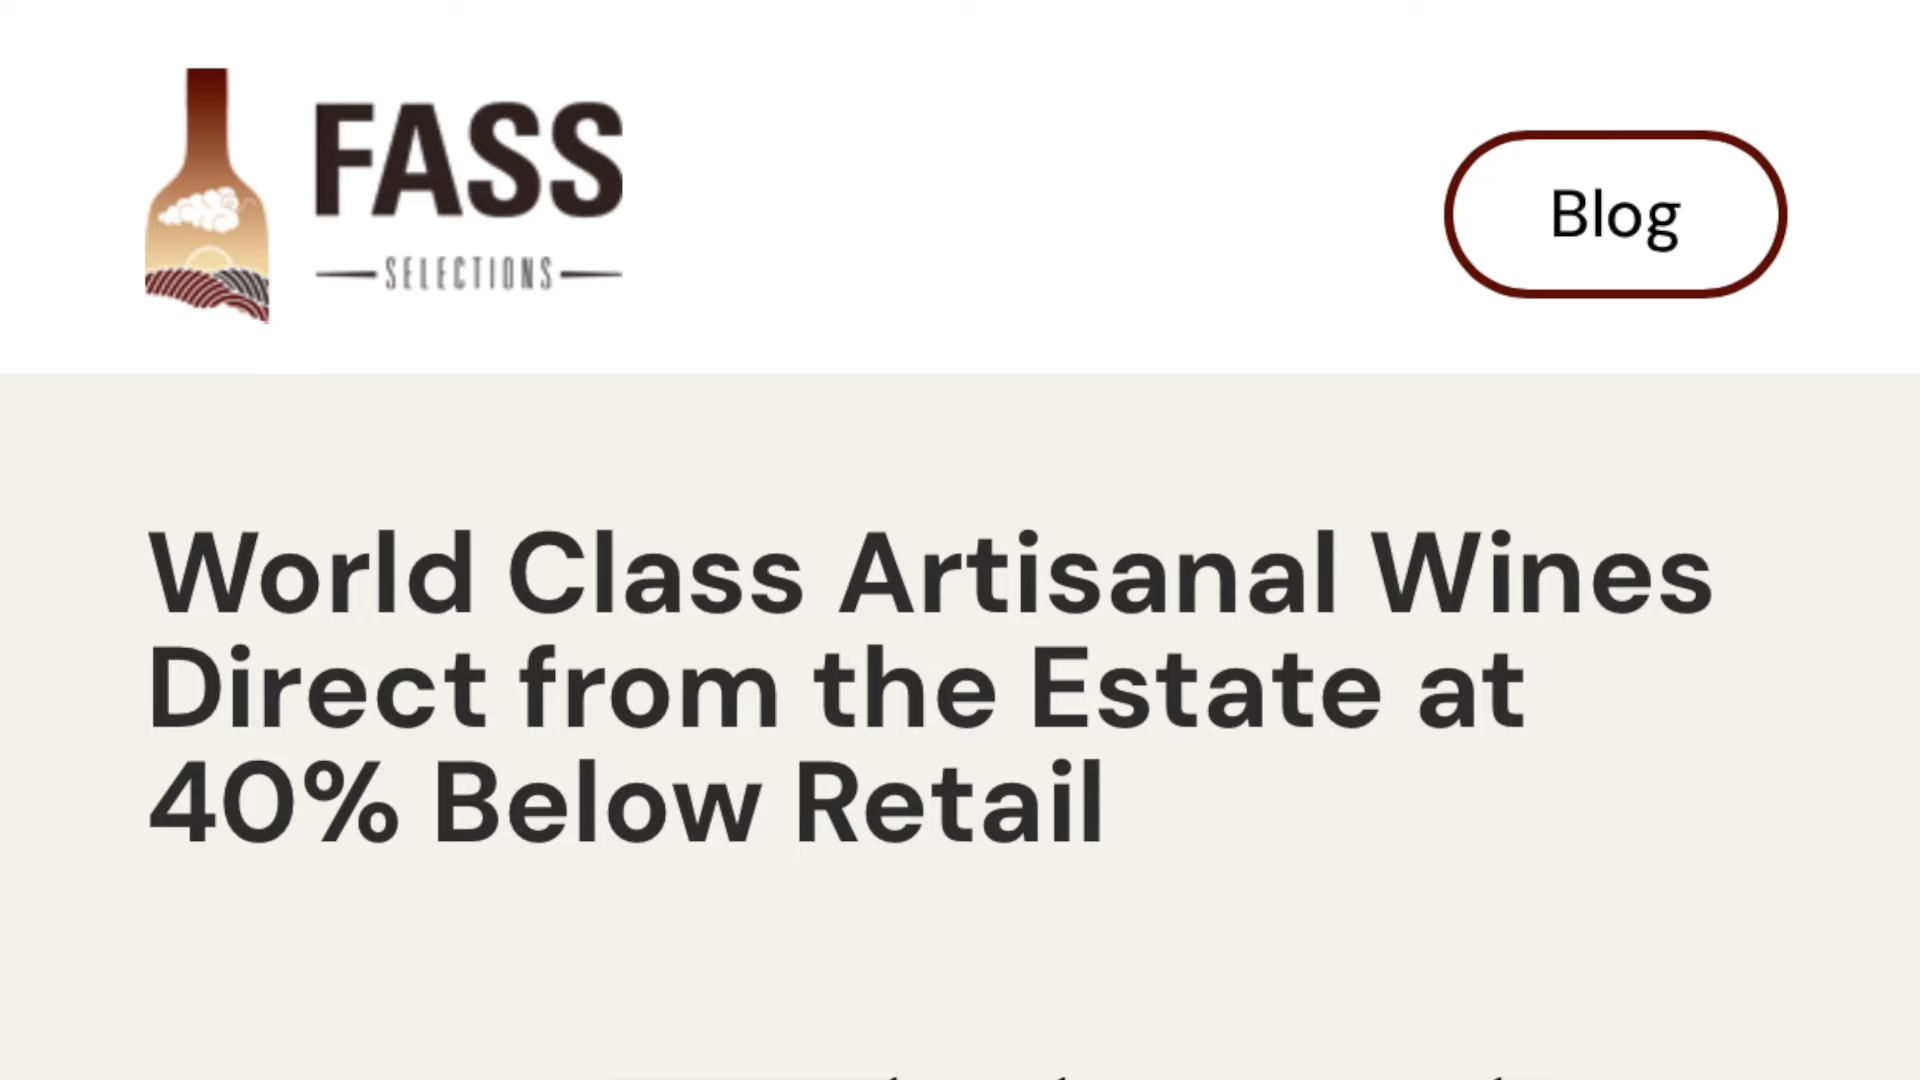 FASS
SELECTIONS
Blog
World Class Artisanal Wines
Direct from the Estate at
40% Below Retail